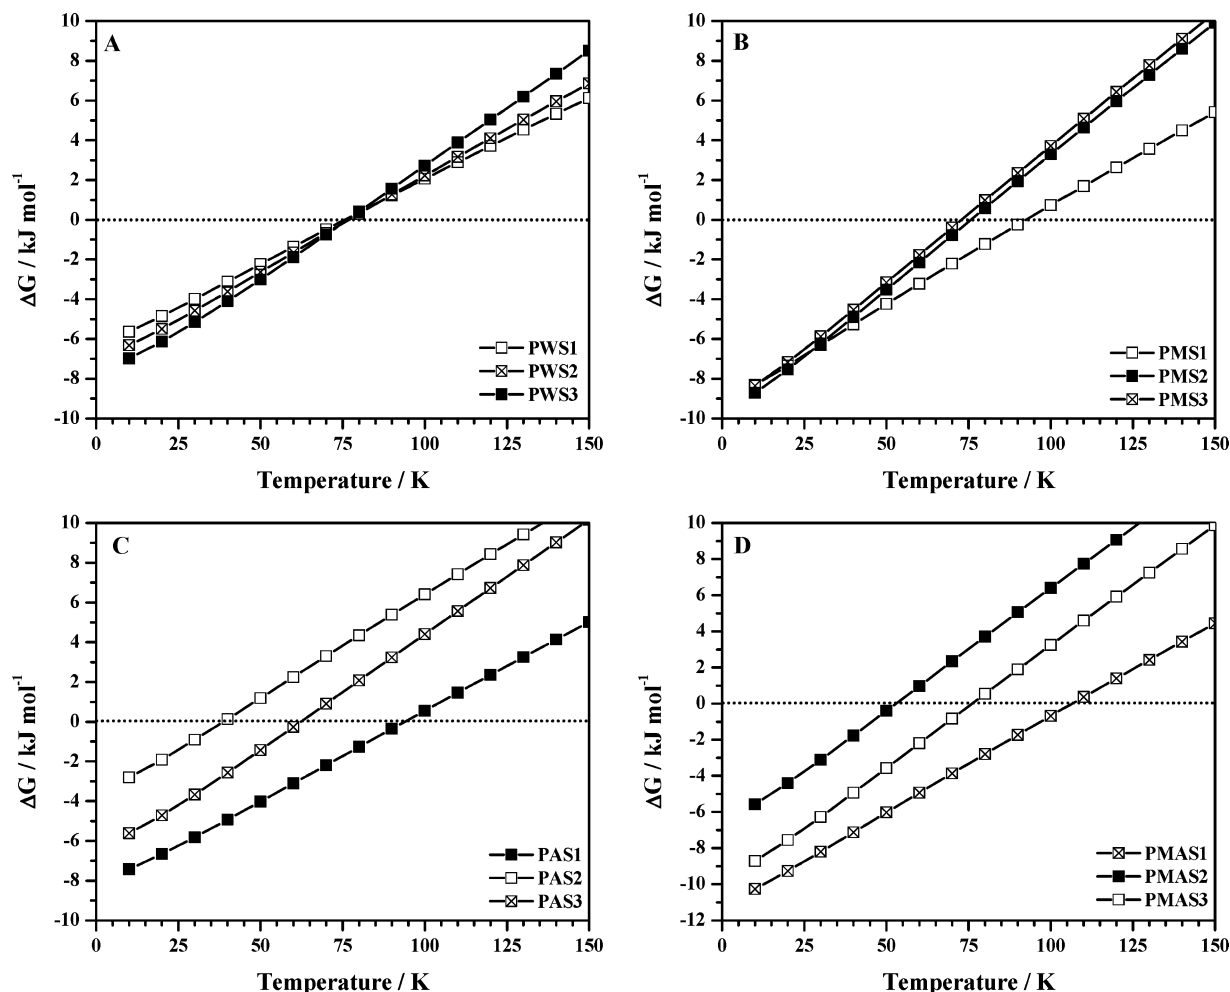 A
10
8
6
4
2
0
-2
-4
-6
-8
-10
ΔG / kJ mol⁻¹
PWS1
PWS2
PWS3
0 25 50 75 100 125 150
Temperature / K
B
10
8
6
4
2
0
-2
-4
-6
-8
-10
ΔG / kJ mol⁻¹
PMS1
PMS2
PMS3
0 25 50 75 100 125 150
Temperature / K
C
10
8
6
4
2
0
-2
-4
-6
-8
-10
ΔG / kJ mol⁻¹
PAS1
PAS2
PAS3
0 25 50 75 100 125 150
Temperature / K
D
10
8
6
4
2
0
-2
-4
-6
-8
-10
-12
ΔG / kJ mol⁻¹
PMAS1
PMAS2
PMAS3
0 25 50 75 100 125 150
Temperature / K